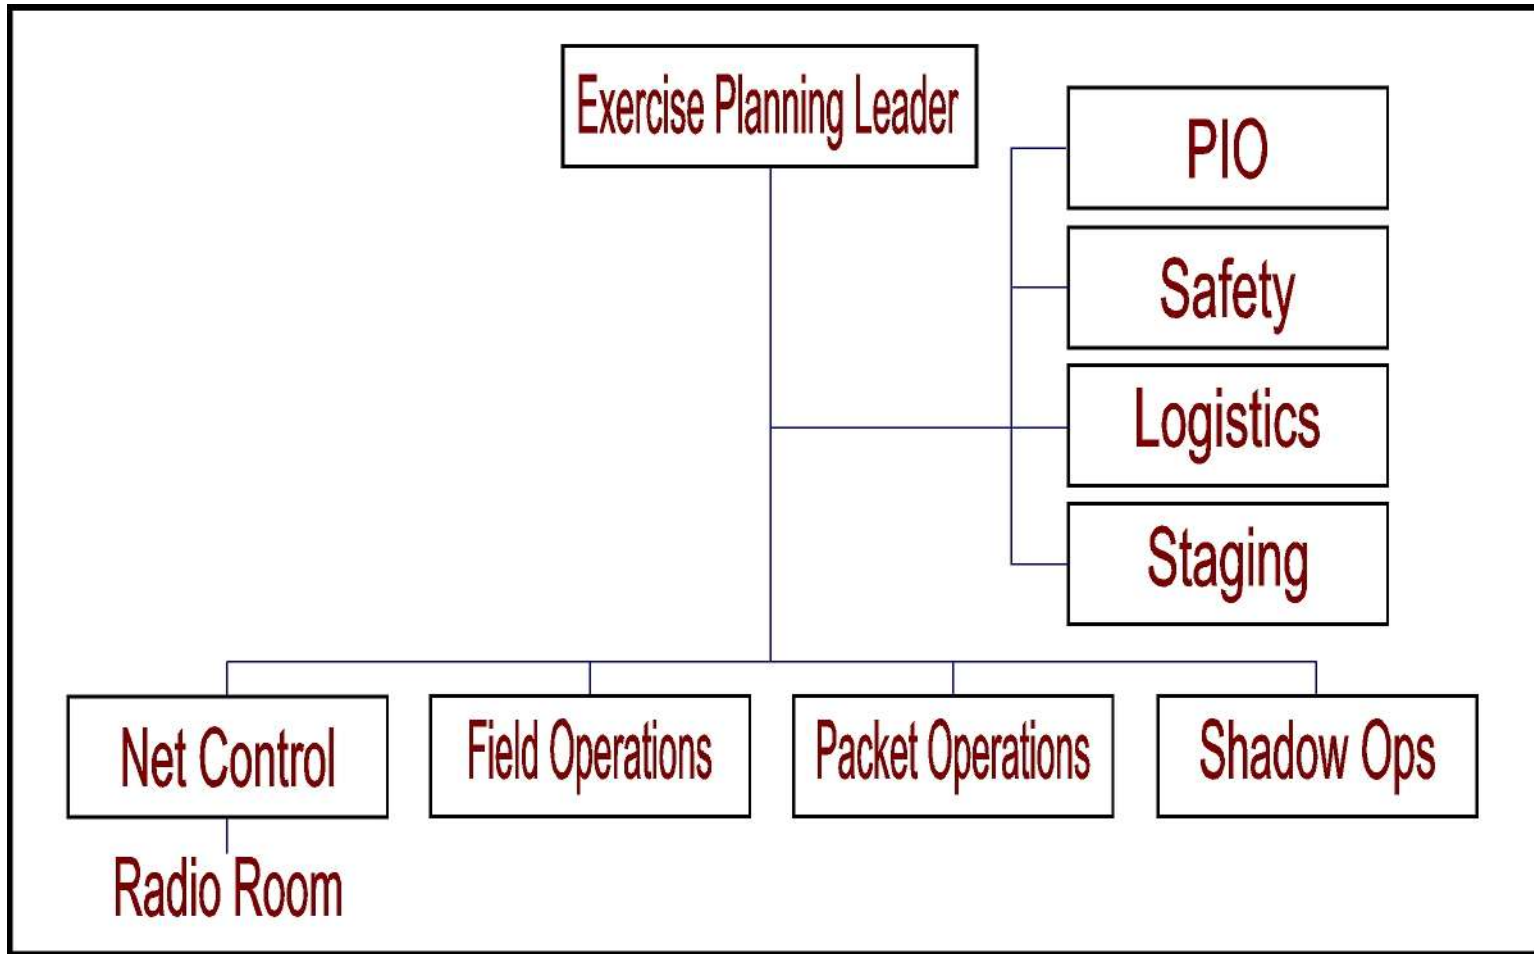 Exercise Planning Leader
PIO
Safety
Logistics
Staging
Net Control
Field Operations
Packet Operations
Shadow Ops
Radio Room